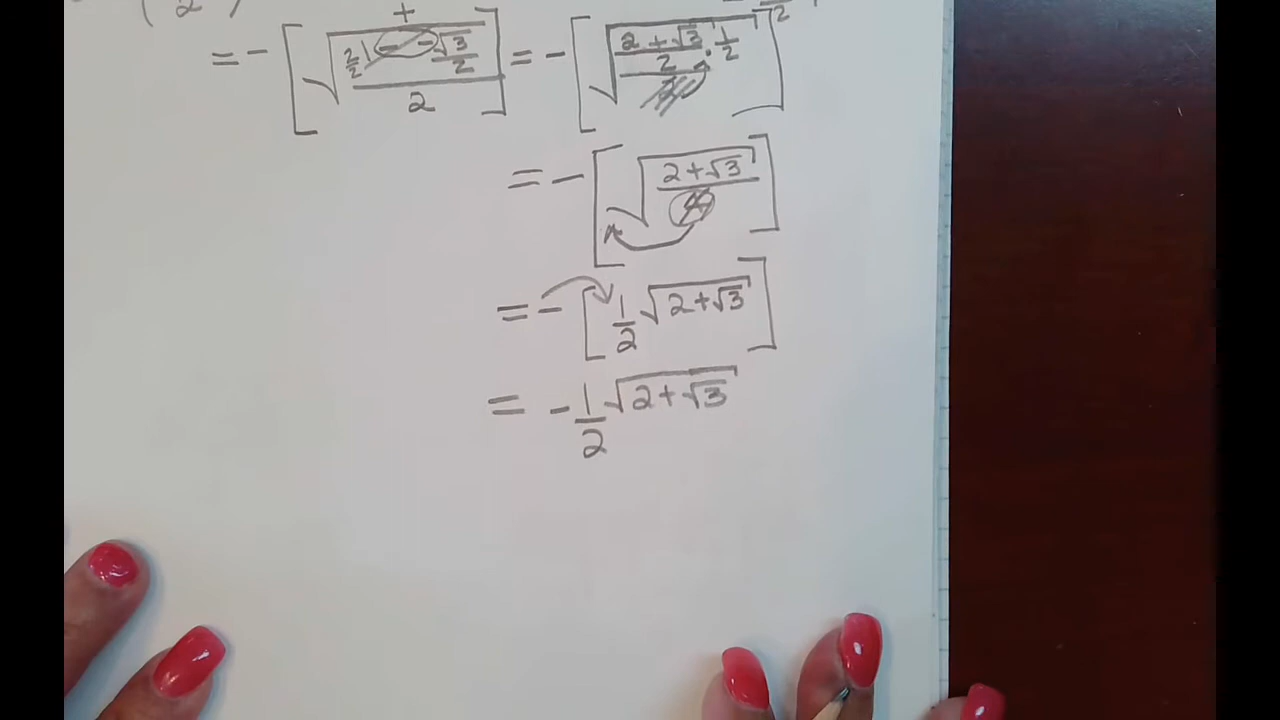 = - [√((2/2 1 - -√3/2)/2)] + = - [√((2+√3)/2 · 1/2)]
= - [√((2+√3)/4)]
= - [1/2 √(2+√3)]
= - 1/2 √(2+√3)